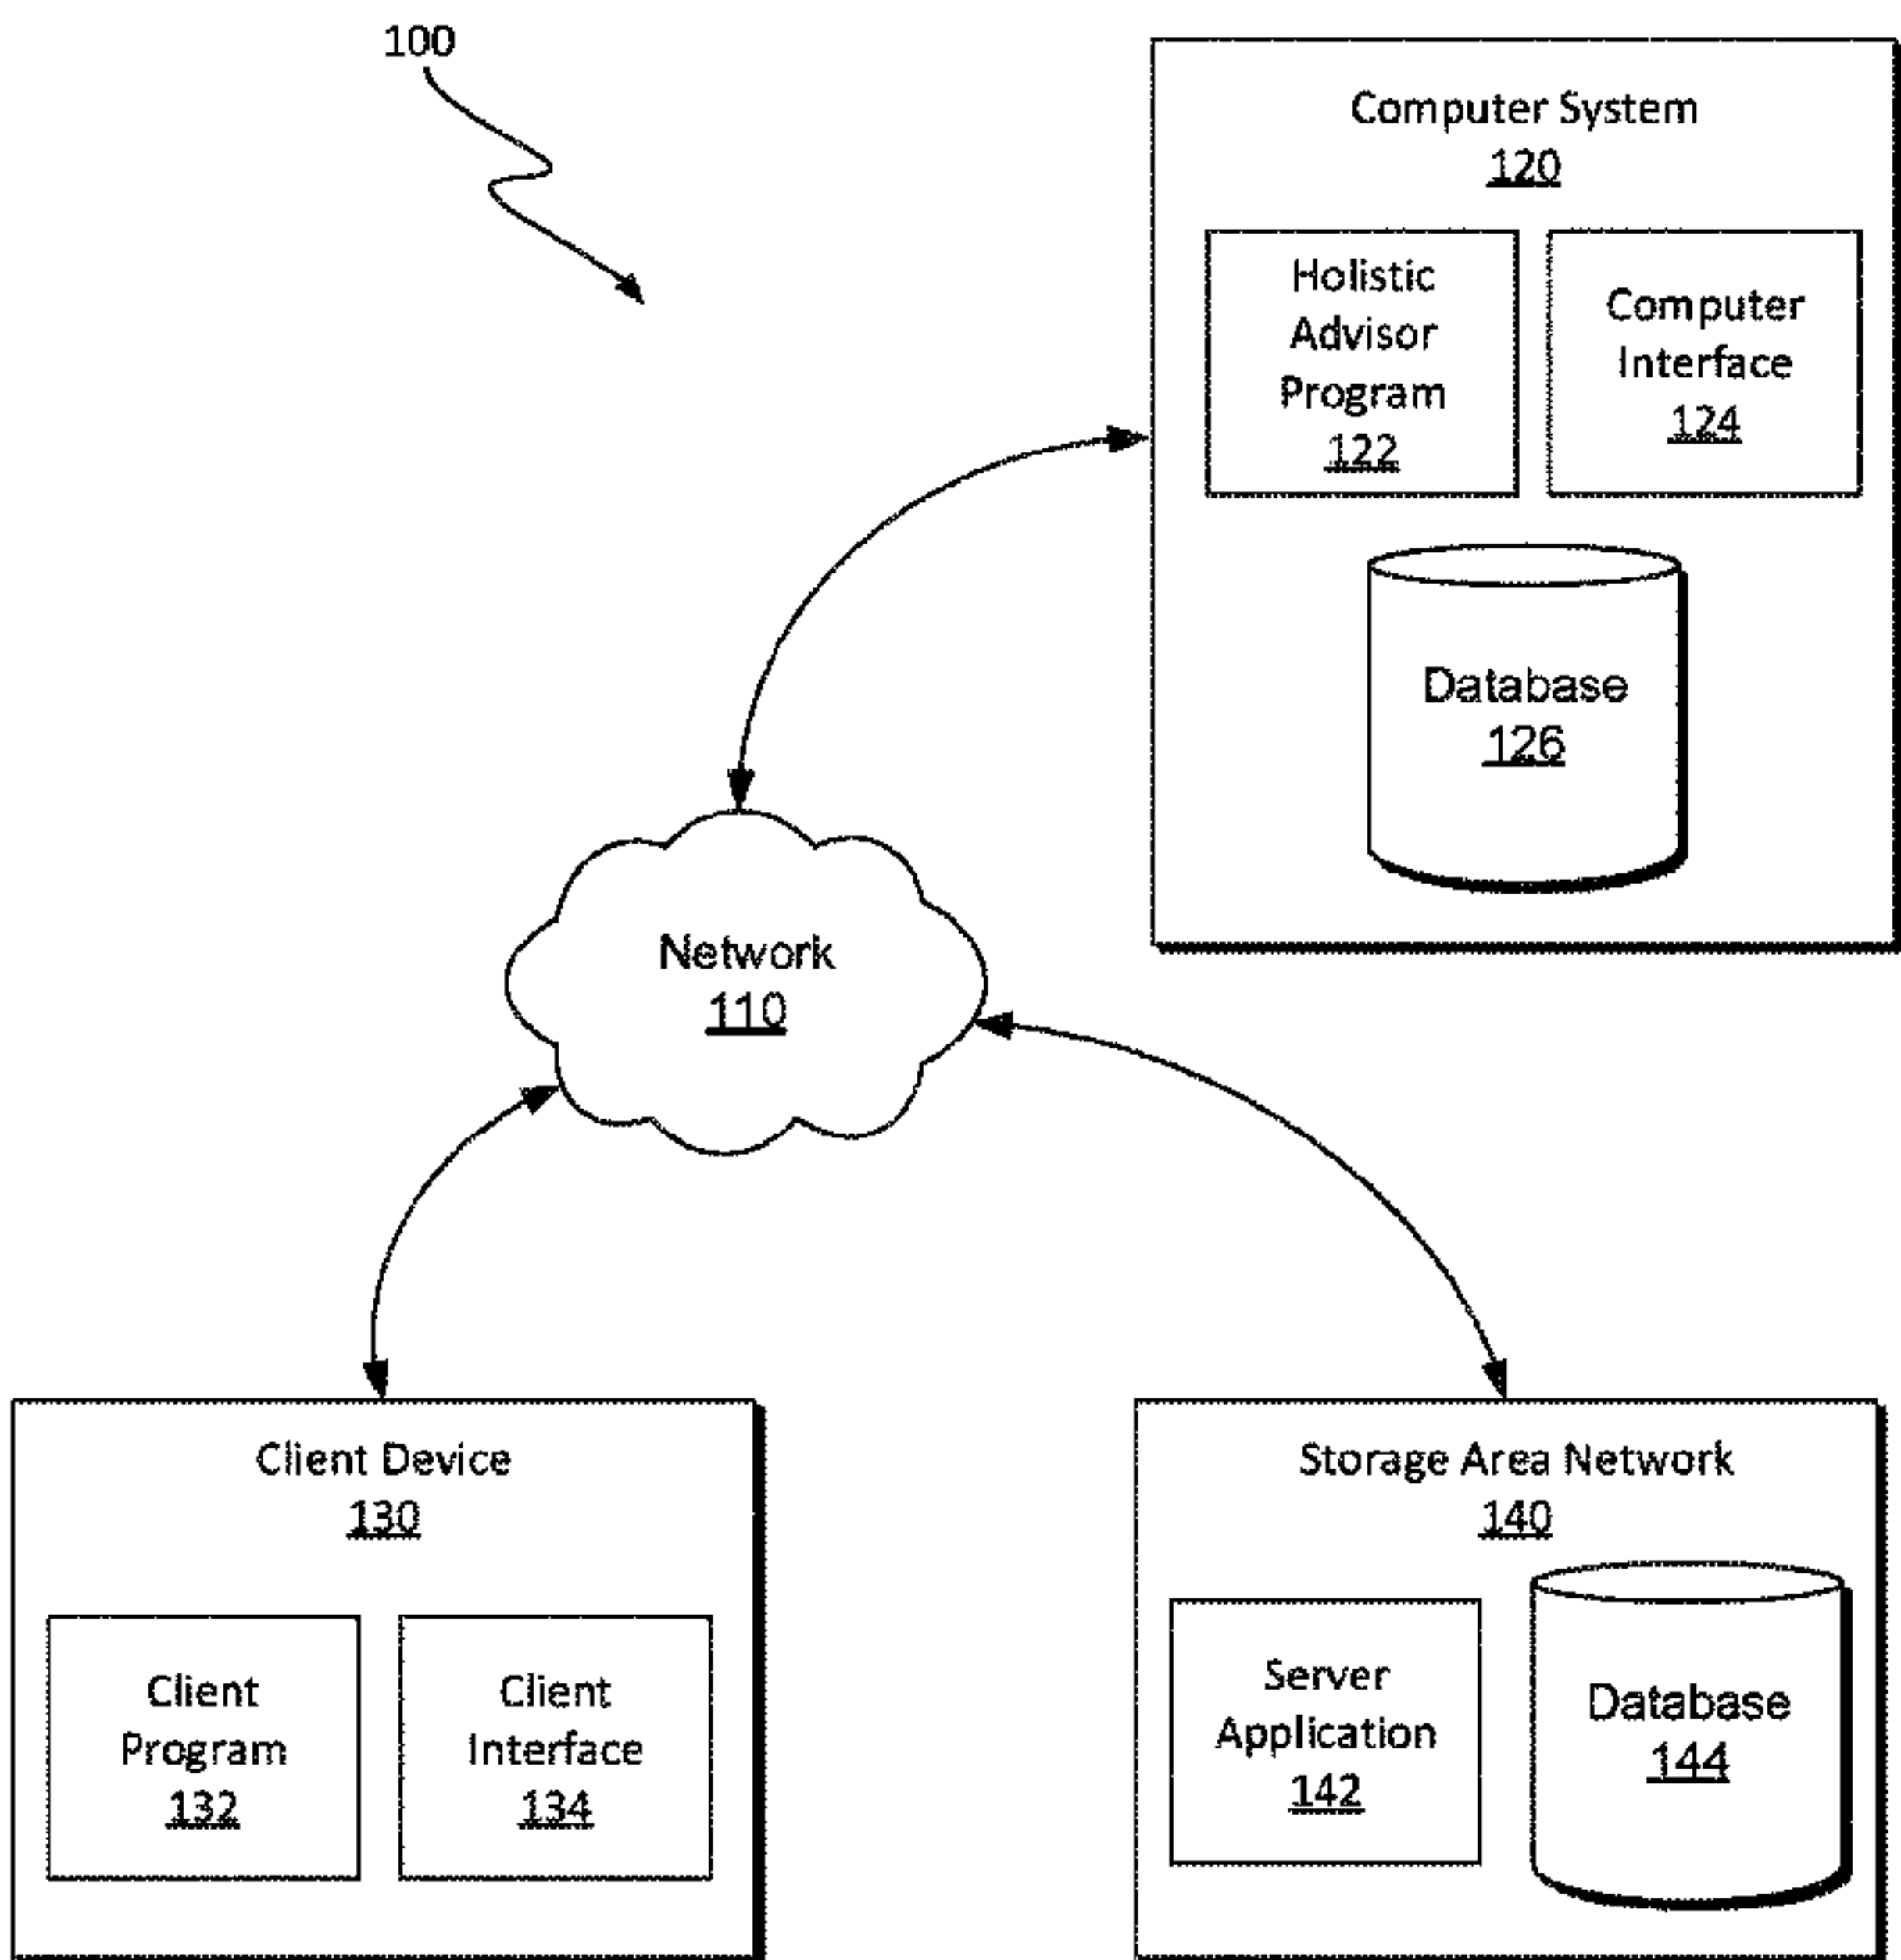 100
Computer System
120
Holistic
Advisor
Program
122
Computer
Interface
124
Database
126
Network
110
Client Device
130
Client
Program
132
Client
Interface
134
Storage Area Network
140
Server
Application
142
Database
144